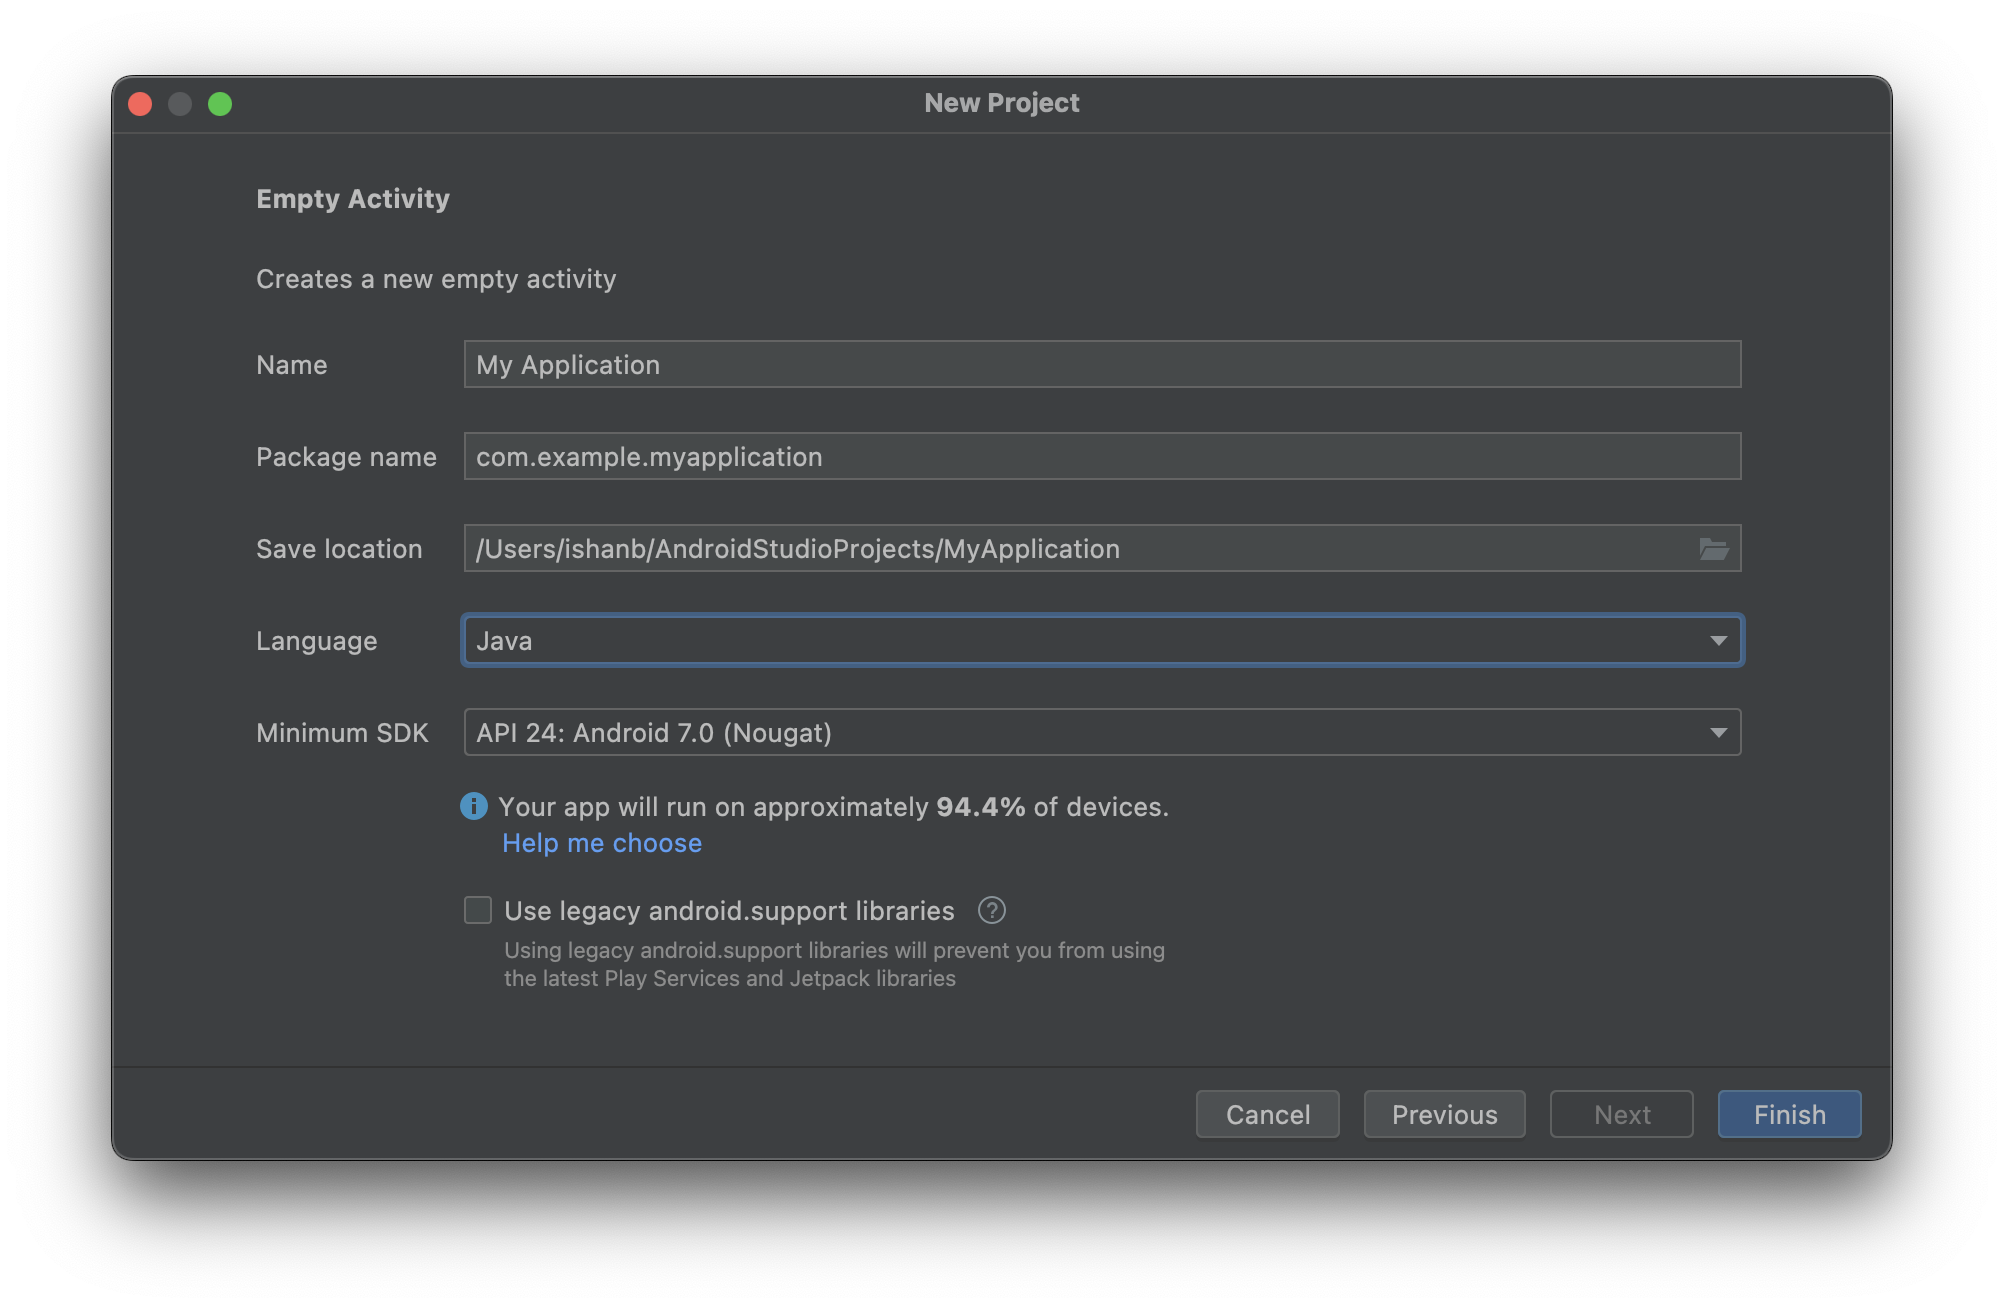 New Project
Empty Activity
Creates a new empty activity
Name My Application
Package name com.example.myapplication
Save location /Users/ishanb/AndroidStudioProjects/MyApplication
Language Java
Minimum SDK API 24: Android 7.0 (Nougat)
Your app will run on approximately 94.4% of devices.
Help me choose
Use legacy android.support libraries ?
Using legacy android.support libraries will prevent you from using
the latest Play Services and Jetpack libraries
Cancel Previous Next Finish